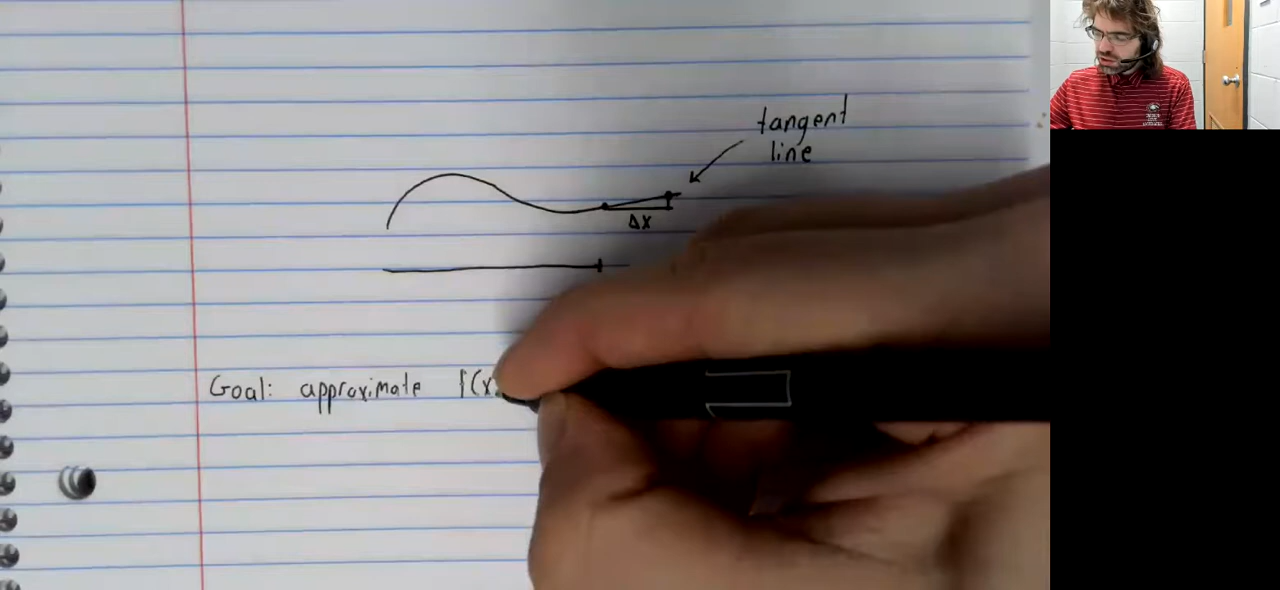 tangent
line
Δx
Goal: approximate f(x